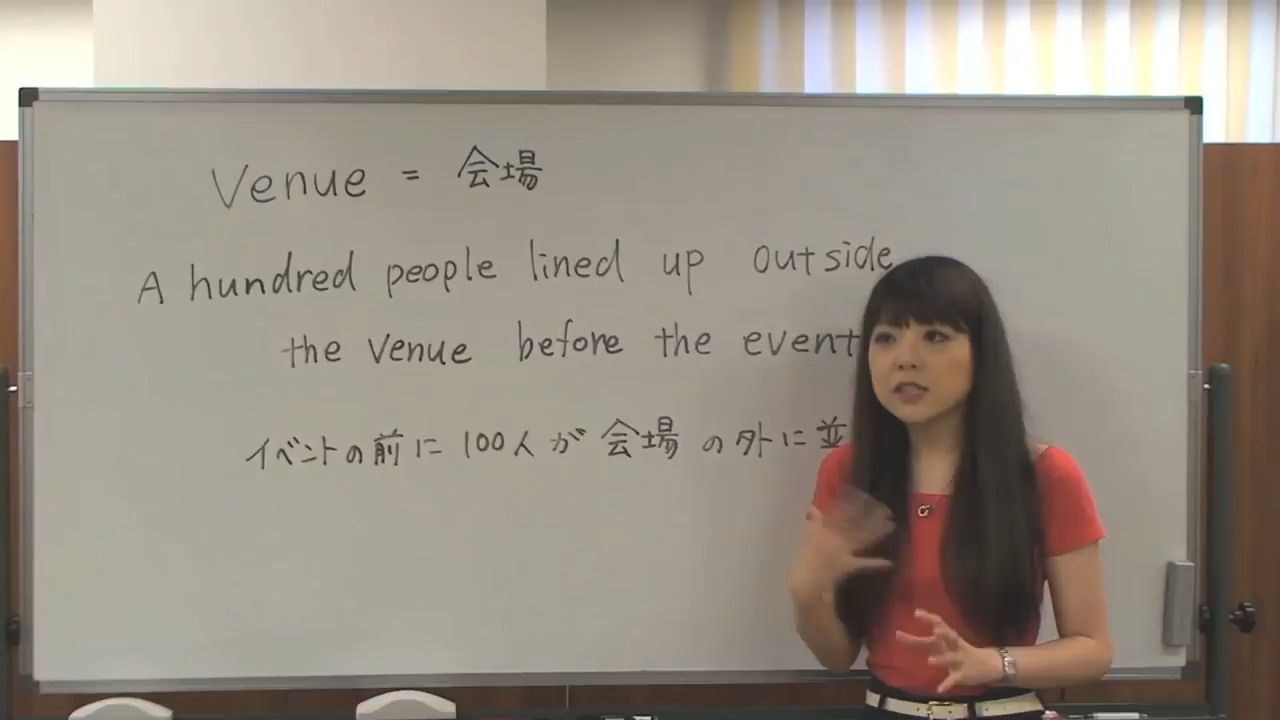 Venue = 会場
A hundred people lined up outside
the venue before the event
イベントの前に 100人が 会場の外に並